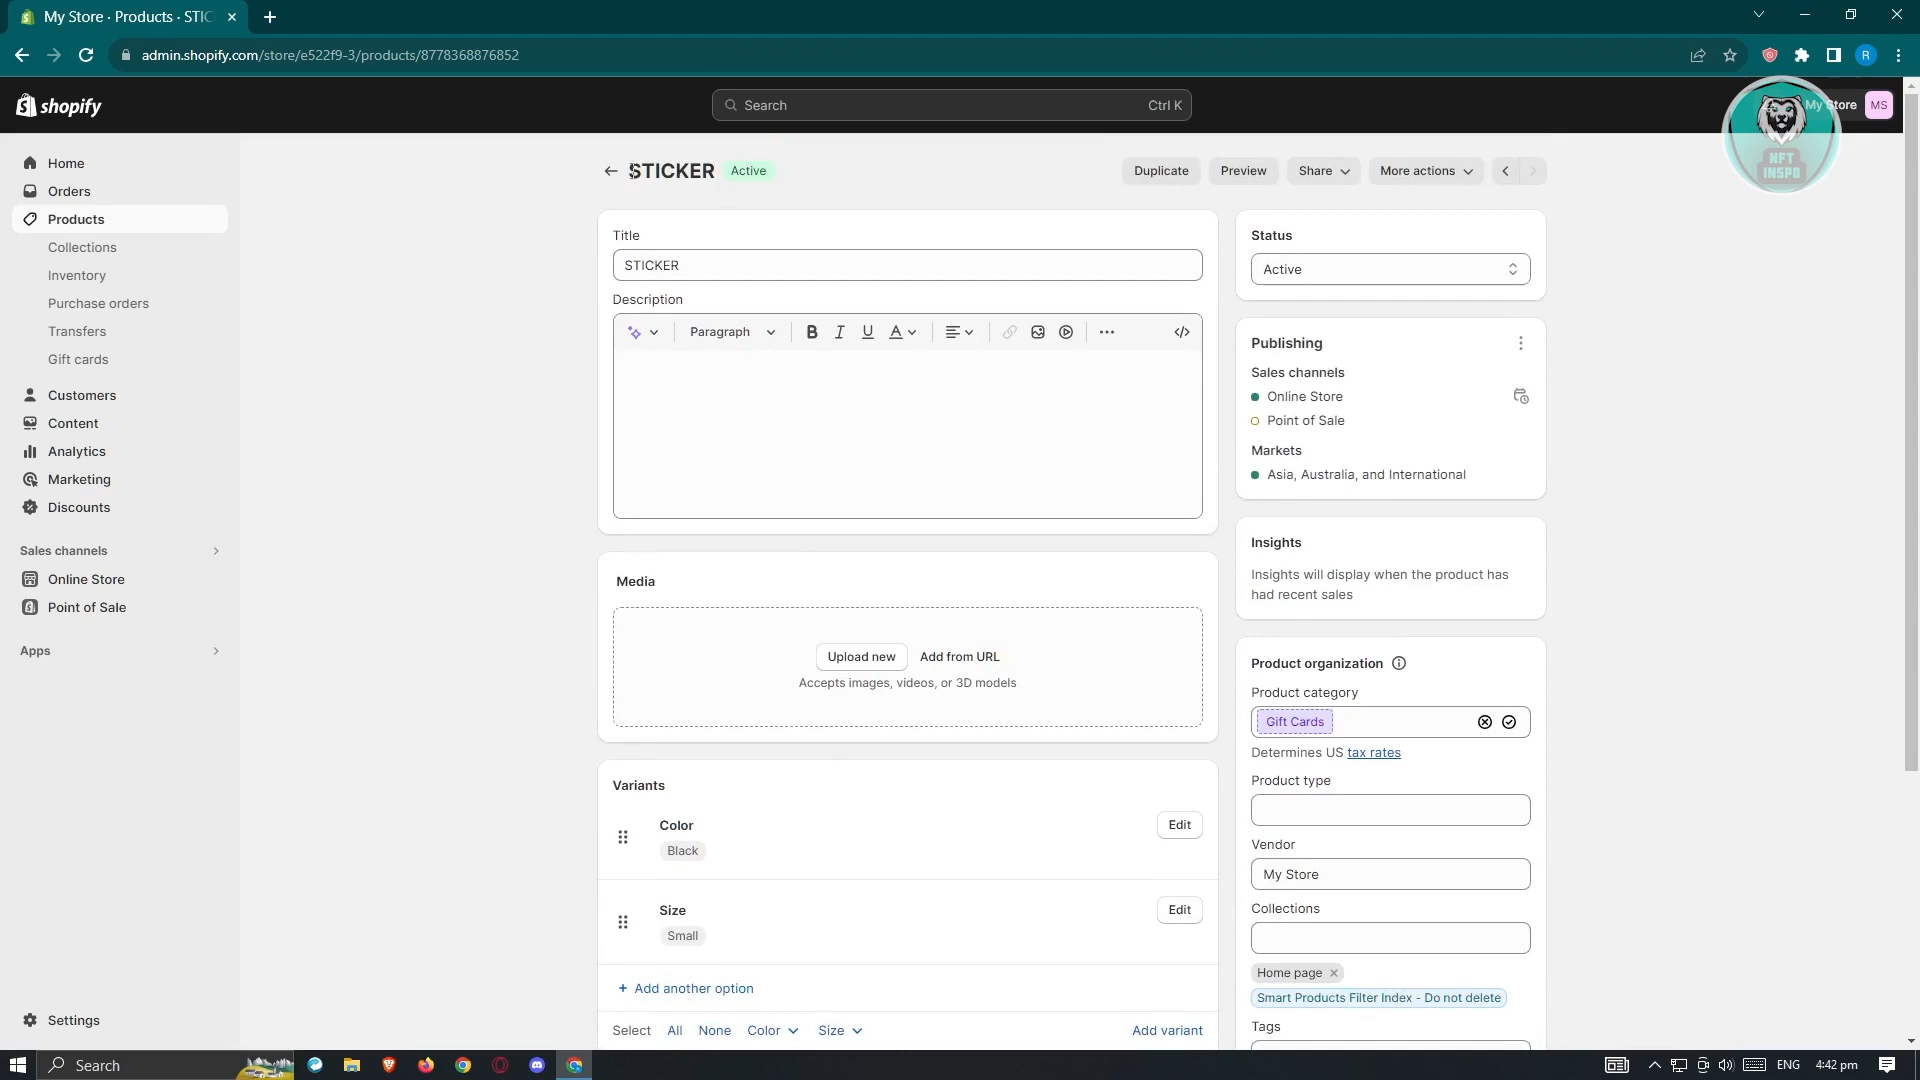 My Store · Products · STIC
admin.shopify.com/store/e522f9-3/products/8778368876852
R
shopify
Search
Ctrl K
My Store
MS
NFT
INSPO
Home
Orders
Products
Collections
Inventory
Purchase orders
Transfers
Gift cards
Customers
Content
Analytics
Marketing
Discounts
Sales channels
Online Store
Point of Sale
Apps
Settings
STICKER
Active
Duplicate
Preview
Share
More actions
Title
STICKER
Description
Paragraph
B I U A
Media
Upload new
Add from URL
Accepts images, videos, or 3D models
Variants
Color
Black
Edit
Size
Small
Edit
+ Add another option
Select All None Color Size
Add variant
Status
Active
Publishing
Sales channels
Online Store
Point of Sale
Markets
Asia, Australia, and International
Insights
Insights will display when the product has
had recent sales
Product organization
Product category
Gift Cards
Determines US tax rates
Product type
Vendor
My Store
Collections
Home page
Smart Products Filter Index - Do not delete
Tags
Search
ENG
4:42 pm